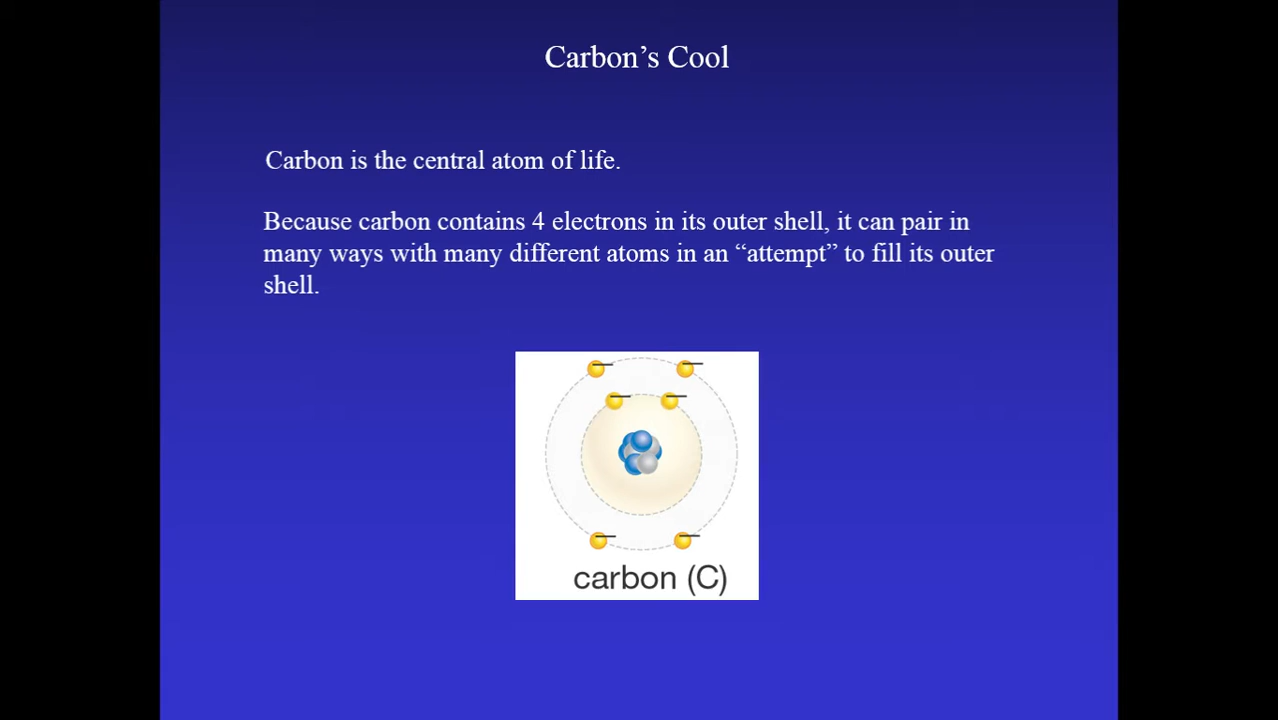 Carbon’s Cool
Carbon is the central atom of life.
Because carbon contains 4 electrons in its outer shell, it can pair in
many ways with many different atoms in an “attempt” to fill its outer
shell.
carbon (C)